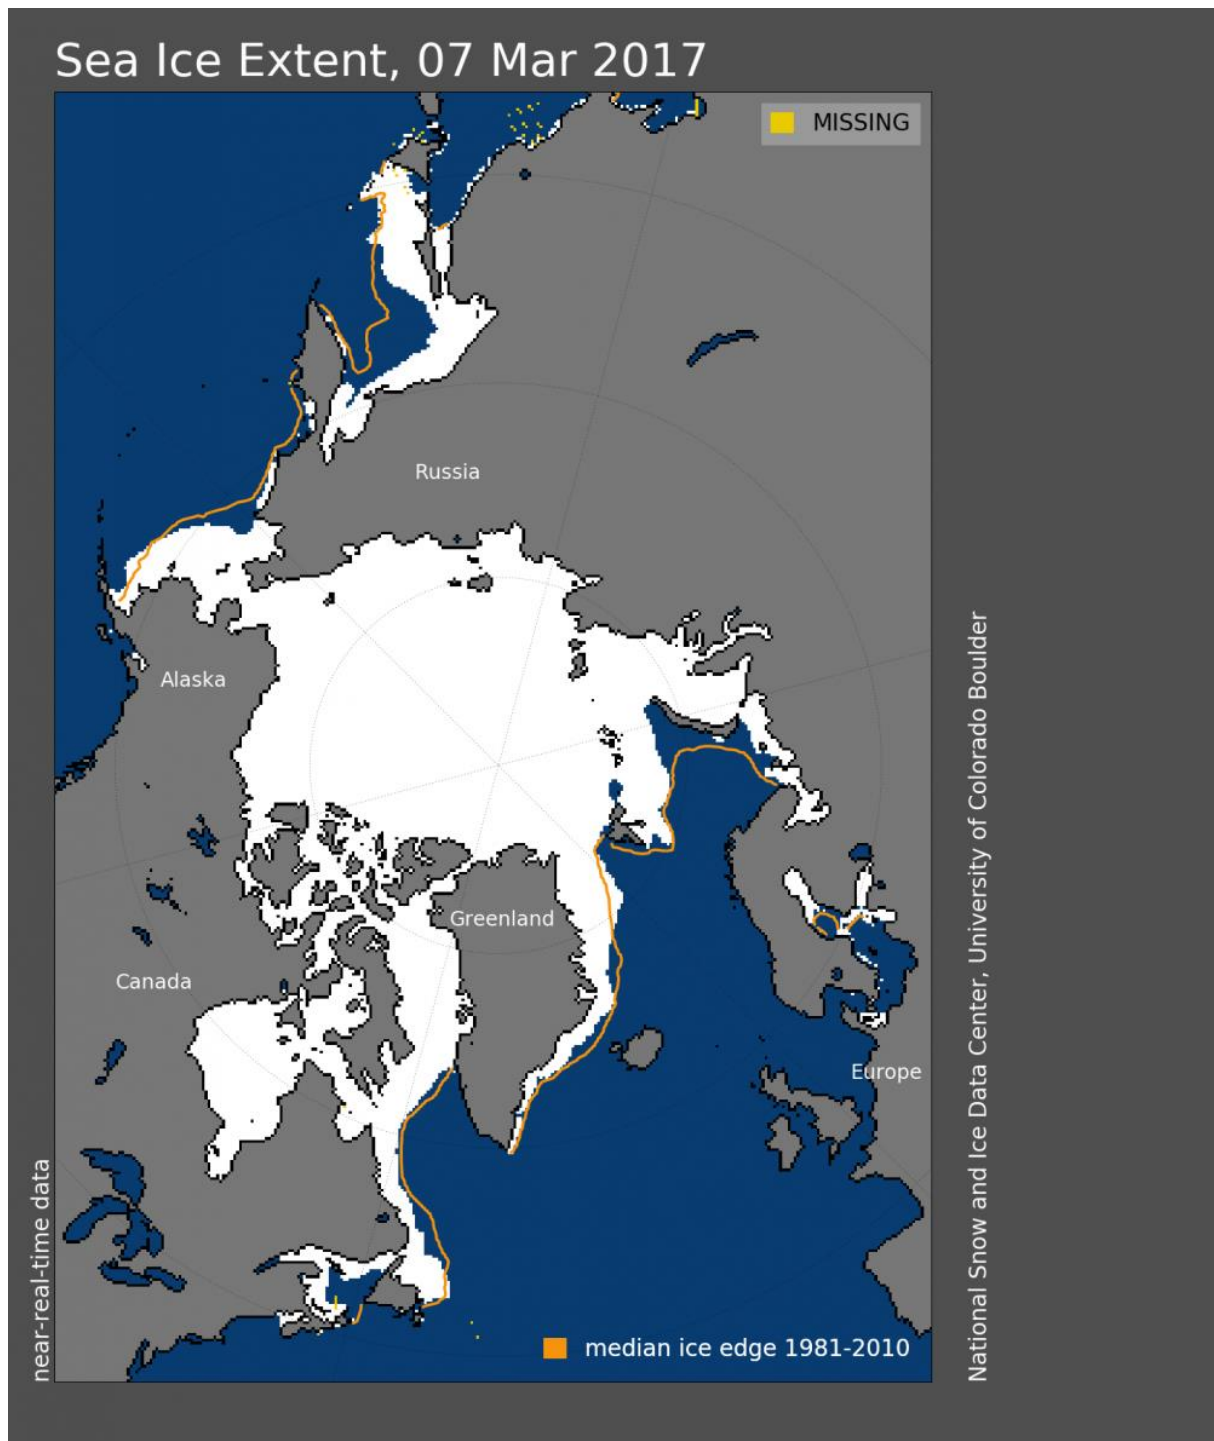 Sea Ice Extent, 07 Mar 2017
MISSING
Russia
Alaska
Greenland
Canada
Europe
median ice edge 1981-2010
near-real-time data
National Snow and Ice Data Center, University of Colorado Boulder